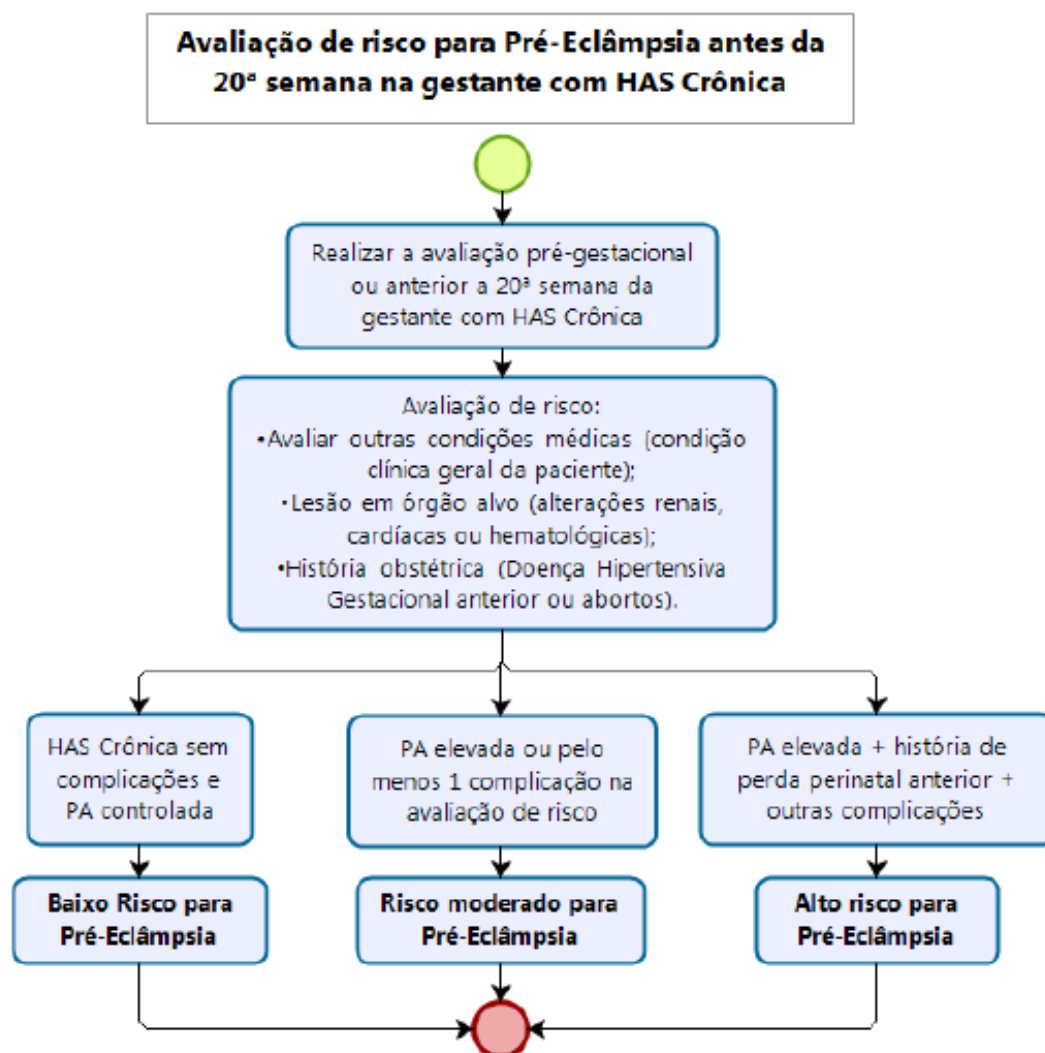 Avaliação de risco para Pré-Eclâmpsia antes da
20ª semana na gestante com HAS Crônica
Realizar a avaliação pré-gestacional
ou anterior a 20ª semana da
gestante com HAS Crônica
Avaliação de risco:
•Avaliar outras condições médicas (condição
clínica geral da paciente);
•Lesão em órgão alvo (alterações renais,
cardíacas ou hematológicas);
•História obstétrica (Doença Hipertensiva
Gestacional anterior ou abortos).
HAS Crônica sem
complicações e
PA controlada
PA elevada ou pelo
menos 1 complicação na
avaliação de risco
PA elevada + história de
perda perinatal anterior +
outras complicações
Baixo Risco para
Pré-Eclâmpsia
Risco moderado para
Pré-Eclâmpsia
Alto risco para
Pré-Eclâmpsia